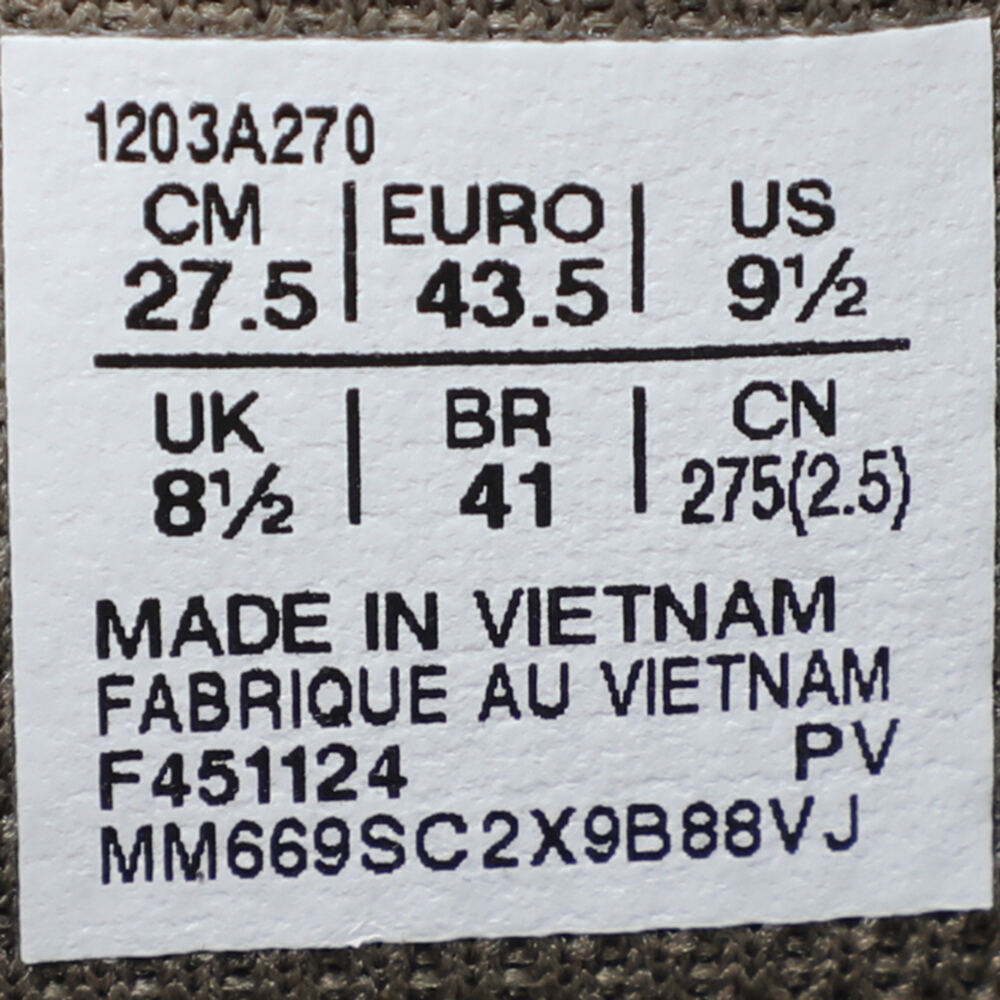 1203A270
CM | EURO | US
27.5 | 43.5 | 9½
UK | BR | CN
8½ | 41 | 275(2.5)
MADE IN VIETNAM
FABRIQUE AU VIETNAM
F451124 PV
MM669SC2X9B88VJ